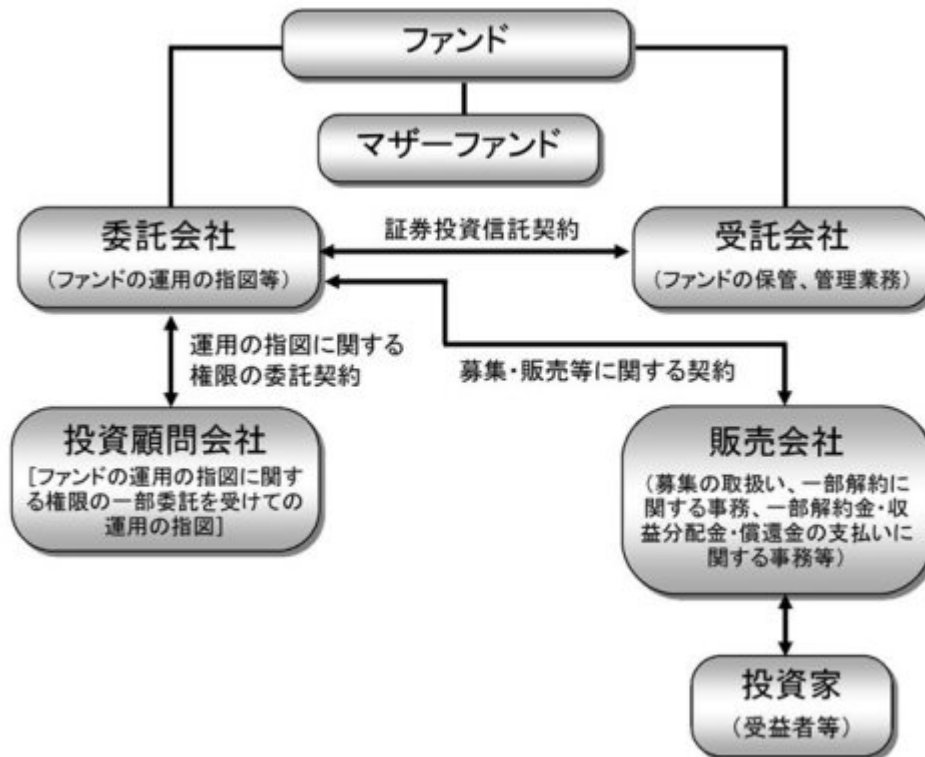 ファンド
マザーファンド
委託会社
(ファンドの運用の指図等)
証券投資信託契約
受託会社
(ファンドの保管、管理業務)
運用の指図に関する
権限の委託契約
募集・販売等に関する契約
投資顧問会社
[ファンドの運用の指図に関す
る権限の一部委託を受けての
運用の指図]
販売会社
(募集の取扱い、一部解約に
関する事務、一部解約金・収
益分配金・償還金の支払いに
関する事務等)
投資家
(受益者等)